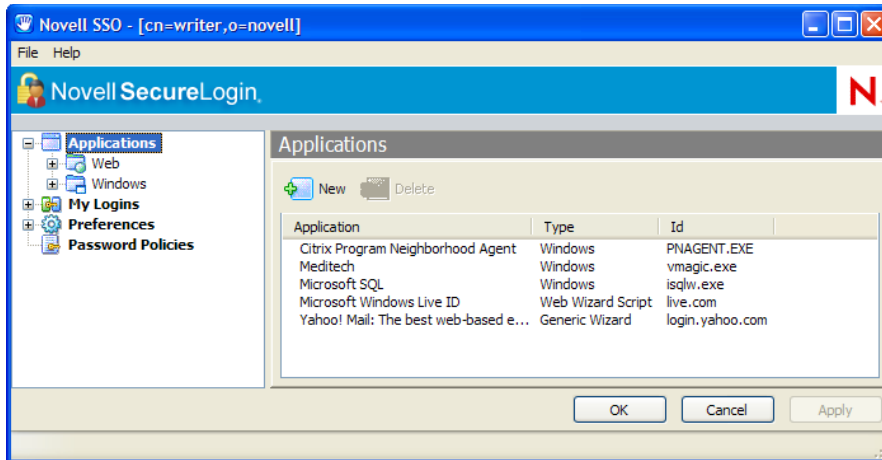 Novell SSO - [cn=writer,o=novell]
File Help
Novell SecureLogin
N
Applications
Web
Windows
My Logins
Preferences
Password Policies
Applications
New Delete
Application Type Id
Citrix Program Neighborhood Agent Windows PNAGENT.EXE
Meditech Windows vmagic.exe
Microsoft SQL Windows isqlw.exe
Microsoft Windows Live ID Web Wizard Script live.com
Yahoo! Mail: The best web-based e... Generic Wizard login.yahoo.com
OK Cancel Apply